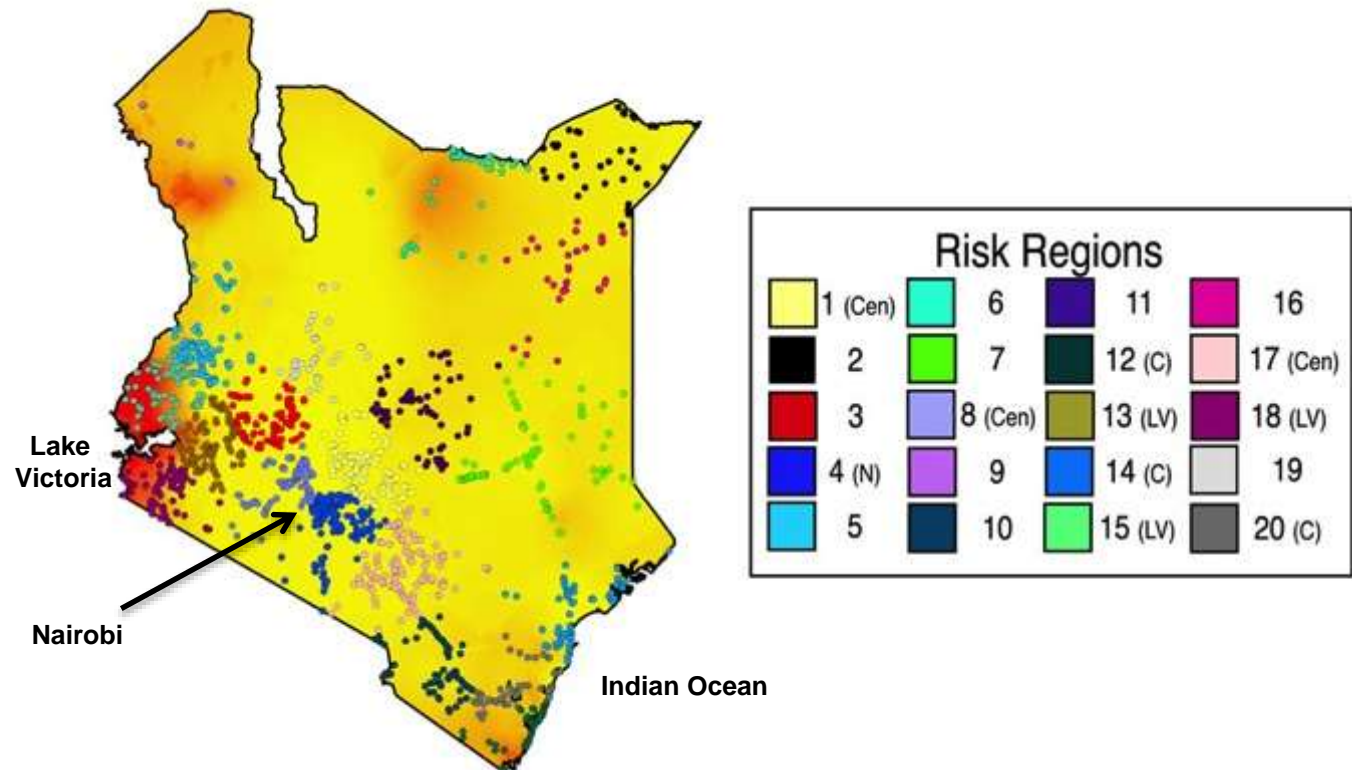 Lake
Victoria
Nairobi
Indian Ocean
Risk Regions
1 (Cen) 6 11 16
2 7 12 (C) 17 (Cen)
3 8 (Cen) 13 (LV) 18 (LV)
4 (N) 9 14 (C) 19
5 10 15 (LV) 20 (C)